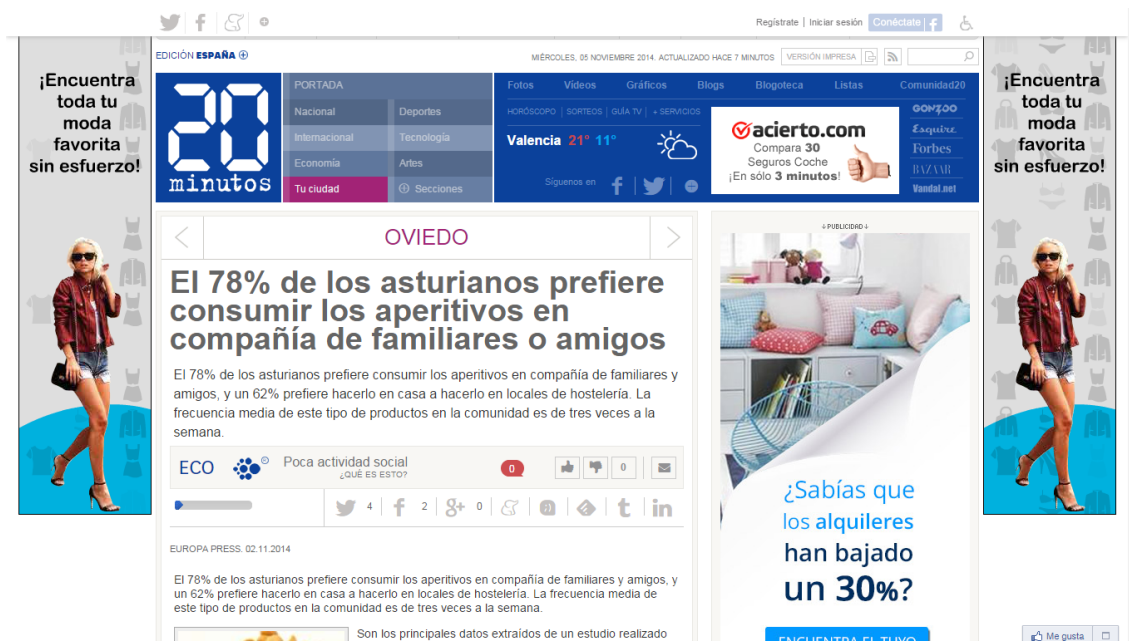 Regístrate | Iniciar sesión Conéctate
EDICIÓN ESPAÑA
MIÉRCOLES, 05 NOVIEMBRE 2014. ACTUALIZADO HACE 7 MINUTOS VERSIÓN IMPRESA
¡Encuentra
toda tu
moda
favorita
sin esfuerzo!
20
minutos
PORTADA
Nacional Deportes
Internacional Tecnología
Economía Artes
Tu ciudad Secciones
Fotos Vídeos Gráficos Blogs Blogoteca Listas Comunidad20
HORÓSCOPO | SORTEOS | GUÍA TV | + SERVICIOS
Valencia 21° 11°
Síguenos en
acierto.com
Compara 30
Seguros Coche
¡En sólo 3 minutos!
GONZOO
Esquire
Forbes
BAZAAR
Vandal.net
¡Encuentra
toda tu
moda
favorita
sin esfuerzo!
OVIEDO
El 78% de los asturianos prefiere
consumir los aperitivos en
compañía de familiares o amigos
El 78% de los asturianos prefiere consumir los aperitivos en compañía de familiares y
amigos, y un 62% prefiere hacerlo en casa a hacerlo en locales de hostelería. La
frecuencia media de este tipo de productos en la comunidad es de tres veces a la
semana.
ECO Poca actividad social
¿QUÉ ES ESTO?
0
0
4 2 0
EUROPA PRESS. 02.11.2014
El 78% de los asturianos prefiere consumir los aperitivos en compañía de familiares y amigos, y
un 62% prefiere hacerlo en casa a hacerlo en locales de hostelería. La frecuencia media de
este tipo de productos en la comunidad es de tres veces a la semana.
Son los principales datos extraídos de un estudio realizado
PUBLICIDAD
¿Sabías que
los alquileres
han bajado
un 30%?
ENCUENTRA EL TUYO
Me gusta